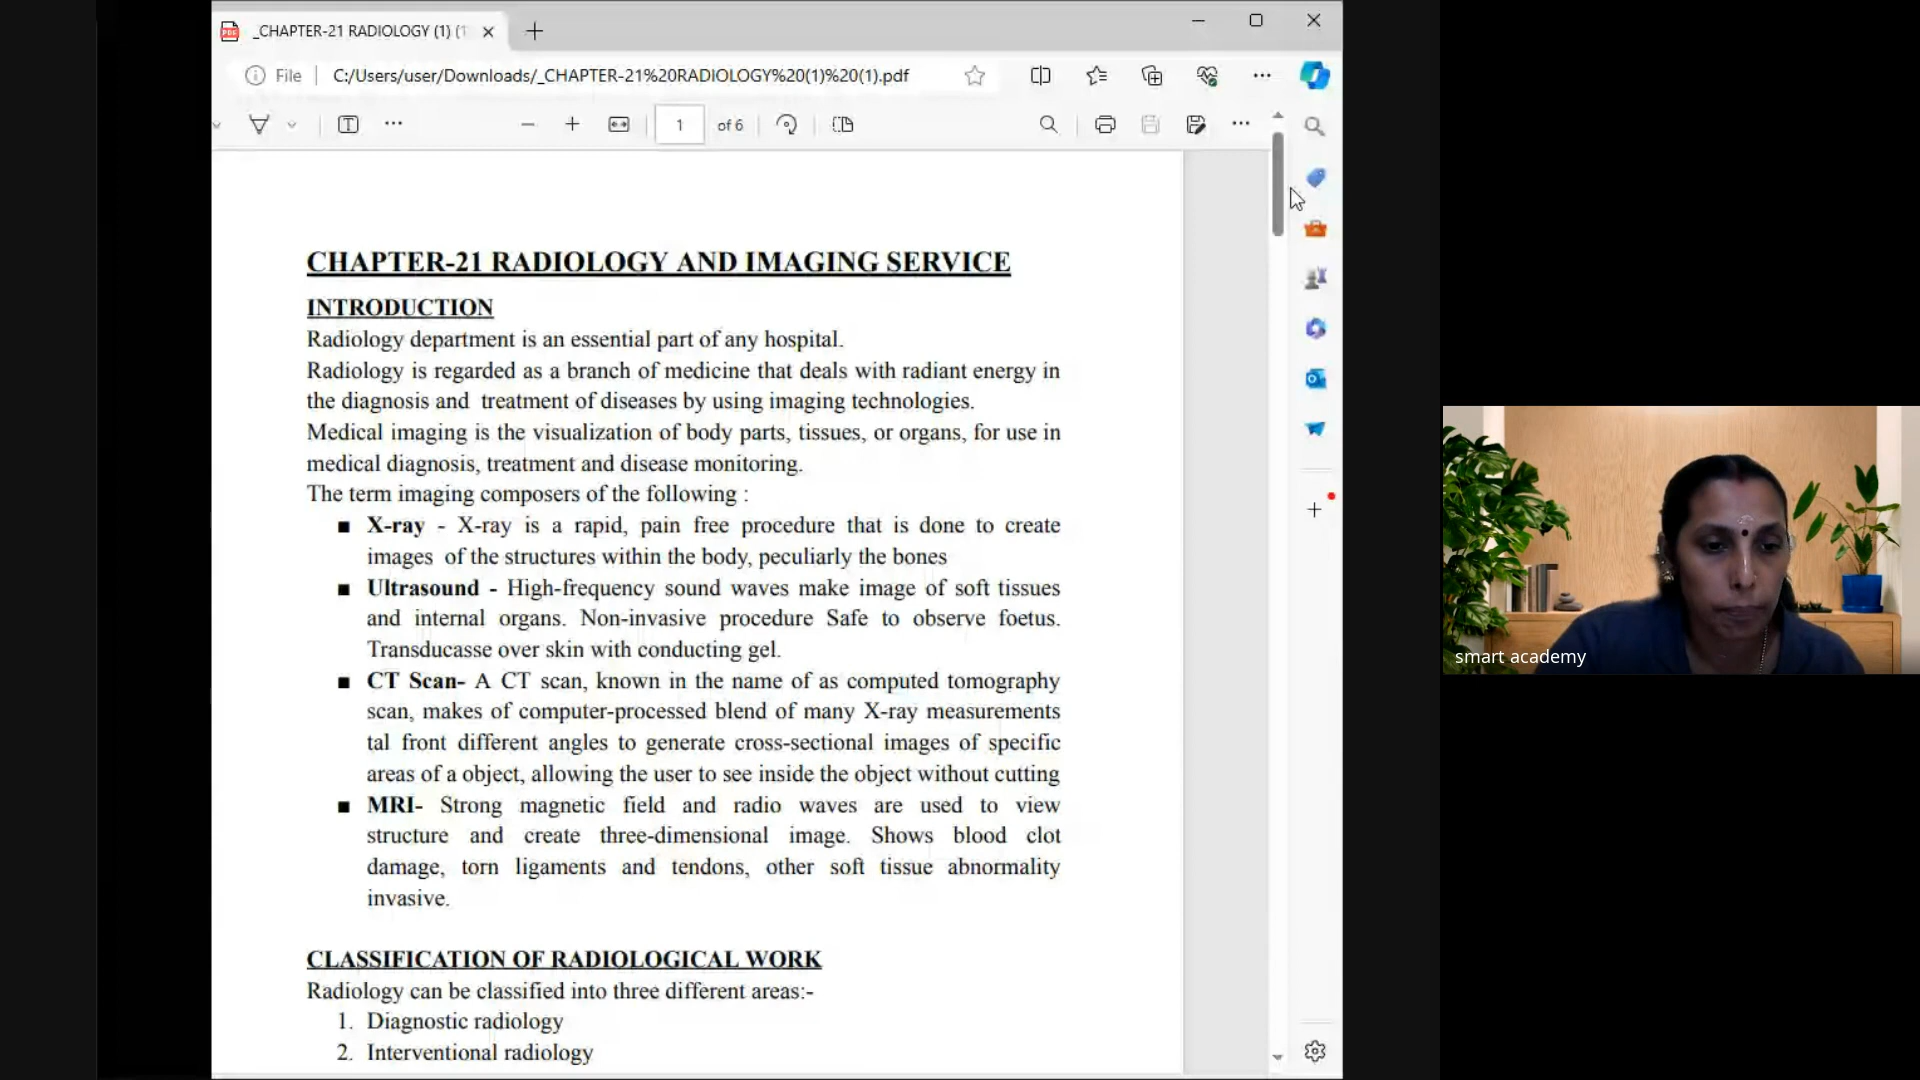 _CHAPTER-21 RADIOLOGY (1) (1
File
C:/Users/user/Downloads/_CHAPTER-21%20RADIOLOGY%20(1)%20(1).pdf
1 of 6
CHAPTER-21 RADIOLOGY AND IMAGING SERVICE
INTRODUCTION
Radiology department is an essential part of any hospital.
Radiology is regarded as a branch of medicine that deals with radiant energy in
the diagnosis and treatment of diseases by using imaging technologies.
Medical imaging is the visualization of body parts, tissues, or organs, for use in
medical diagnosis, treatment and disease monitoring.
The term imaging composers of the following :
■ X-ray - X-ray is a rapid, pain free procedure that is done to create
images of the structures within the body, peculiarly the bones
■ Ultrasound - High-frequency sound waves make image of soft tissues
and internal organs. Non-invasive procedure Safe to observe foetus.
Transducasse over skin with conducting gel.
■ CT Scan- A CT scan, known in the name of as computed tomography
scan, makes of computer-processed blend of many X-ray measurements
tal front different angles to generate cross-sectional images of specific
areas of a object, allowing the user to see inside the object without cutting
■ MRI- Strong magnetic field and radio waves are used to view
structure and create three-dimensional image. Shows blood clot
damage, torn ligaments and tendons, other soft tissue abnormality
invasive.
CLASSIFICATION OF RADIOLOGICAL WORK
Radiology can be classified into three different areas:-
1. Diagnostic radiology
2. Interventional radiology
smart academy